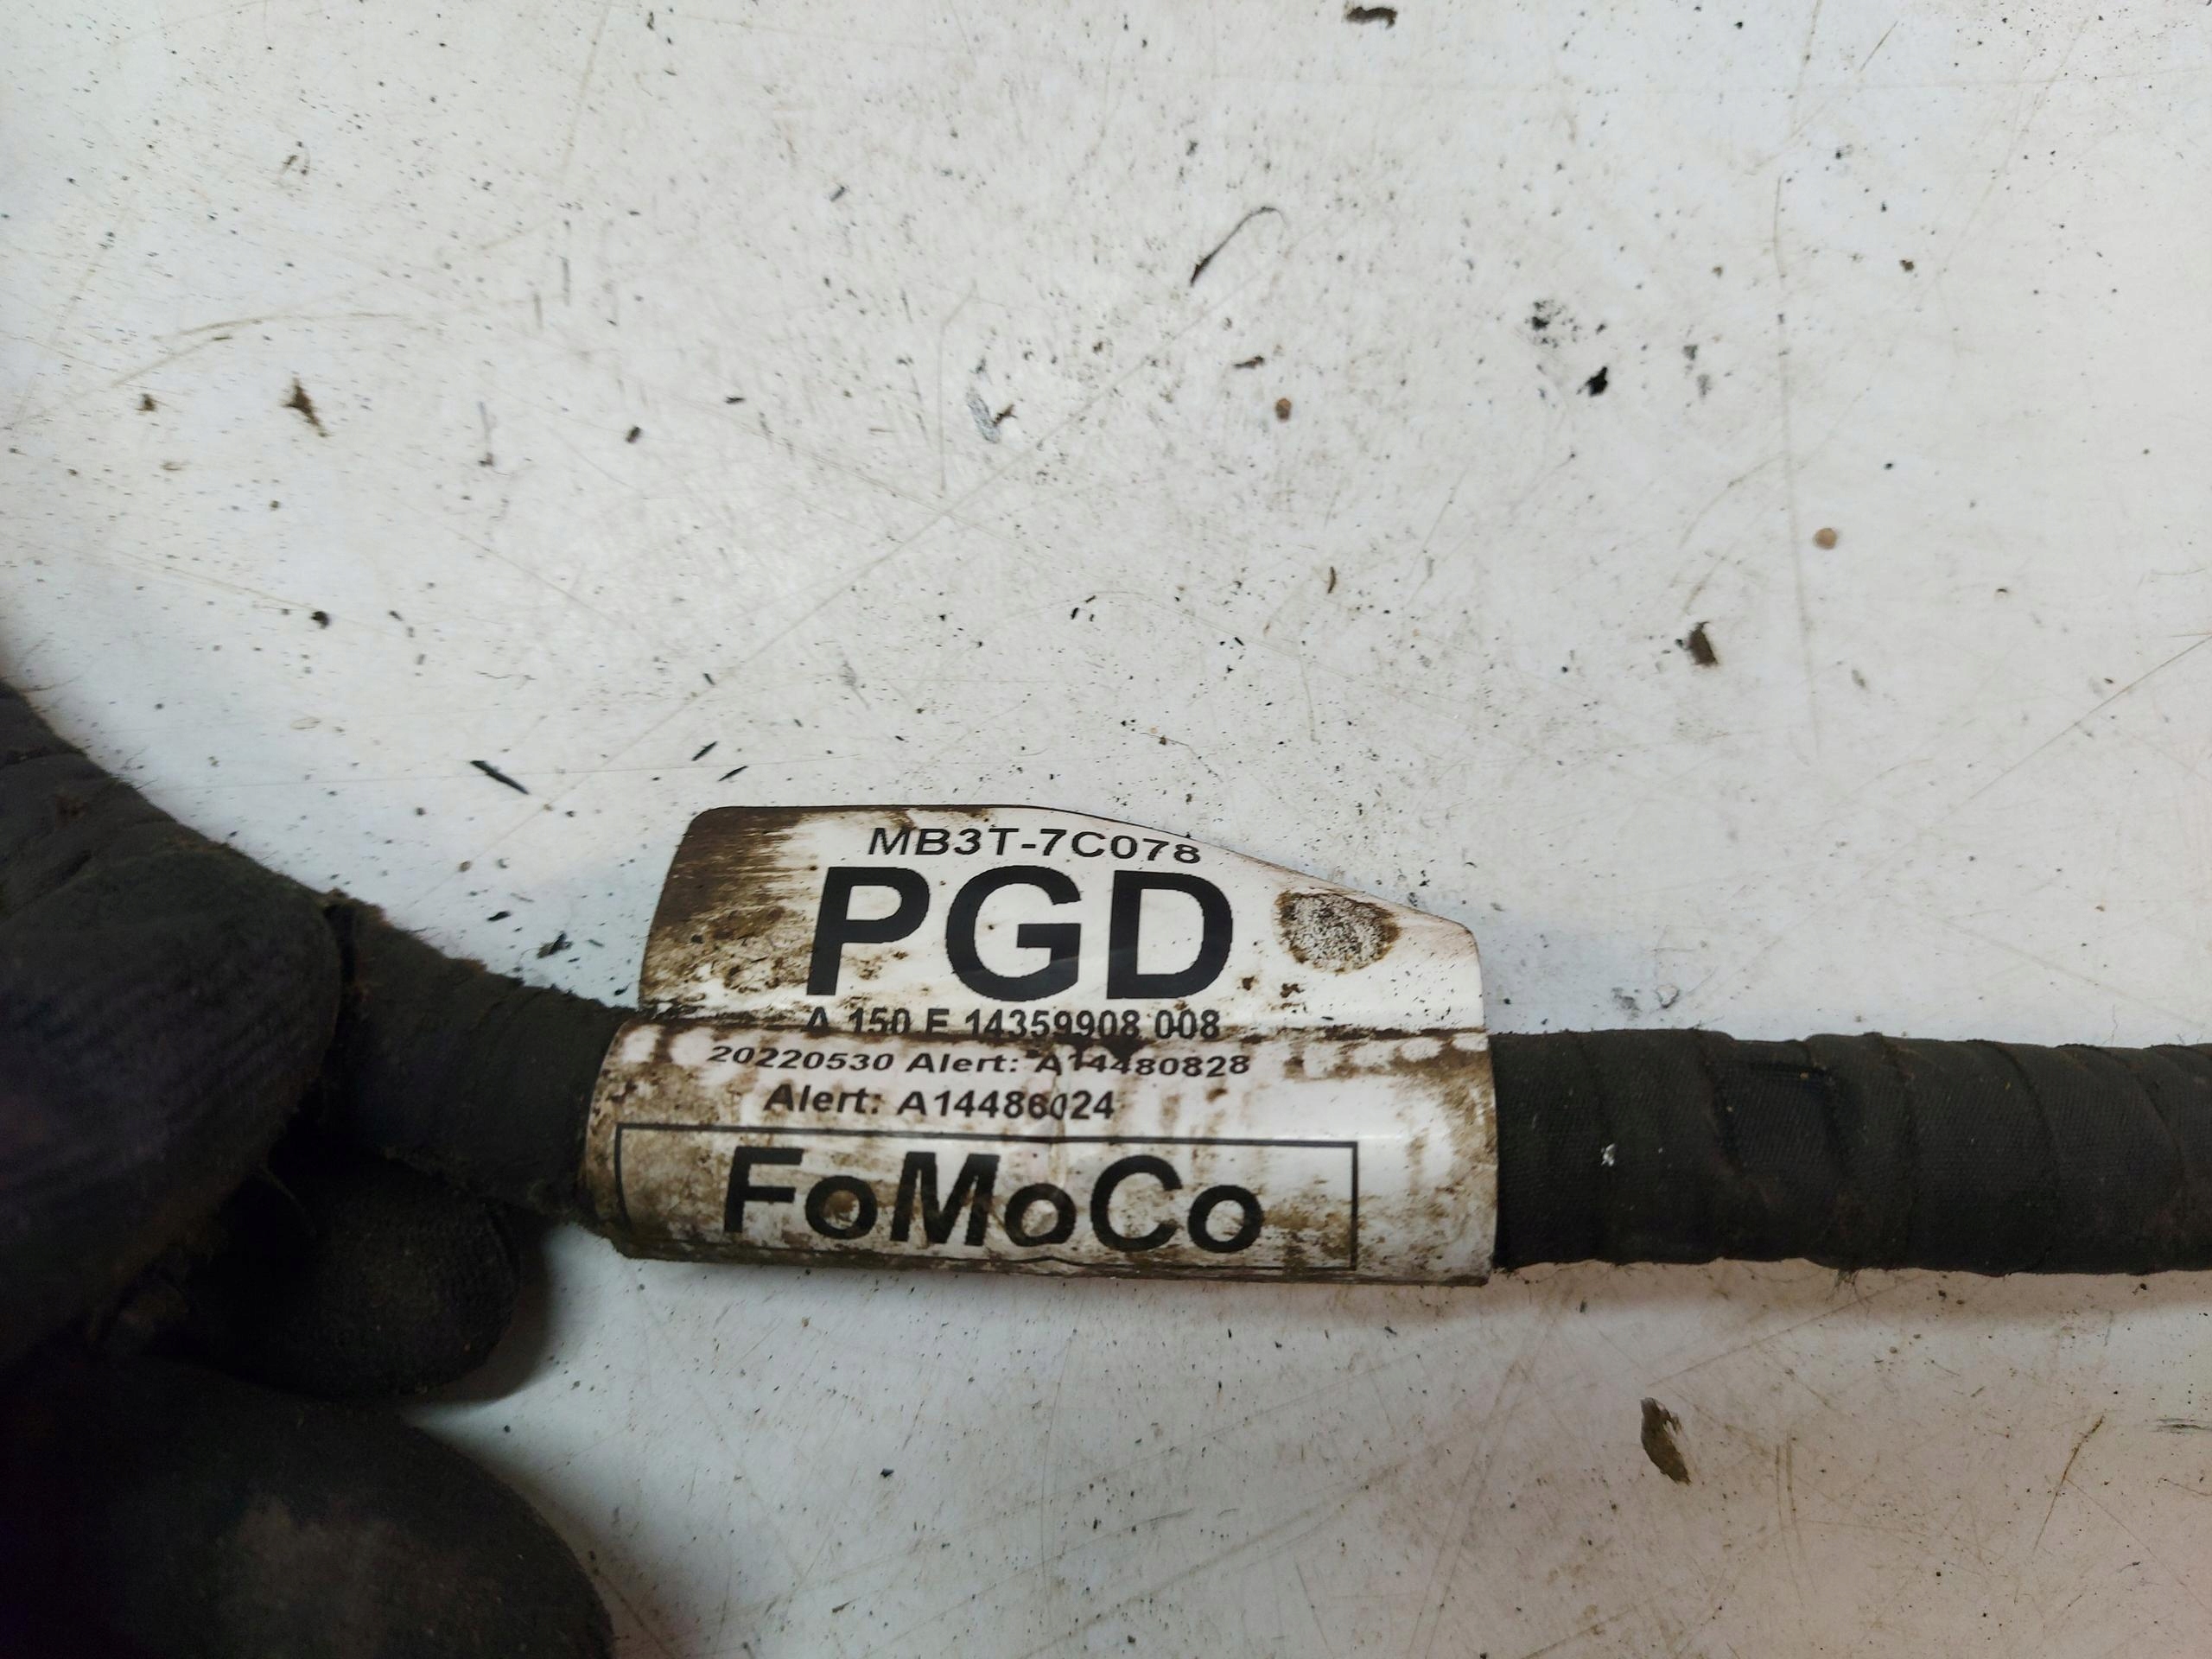 MB3T-7C078
PGD
A 150 E 14359908 008
20220530 Alert: A14480828
Alert: A14486024
FoMoCo